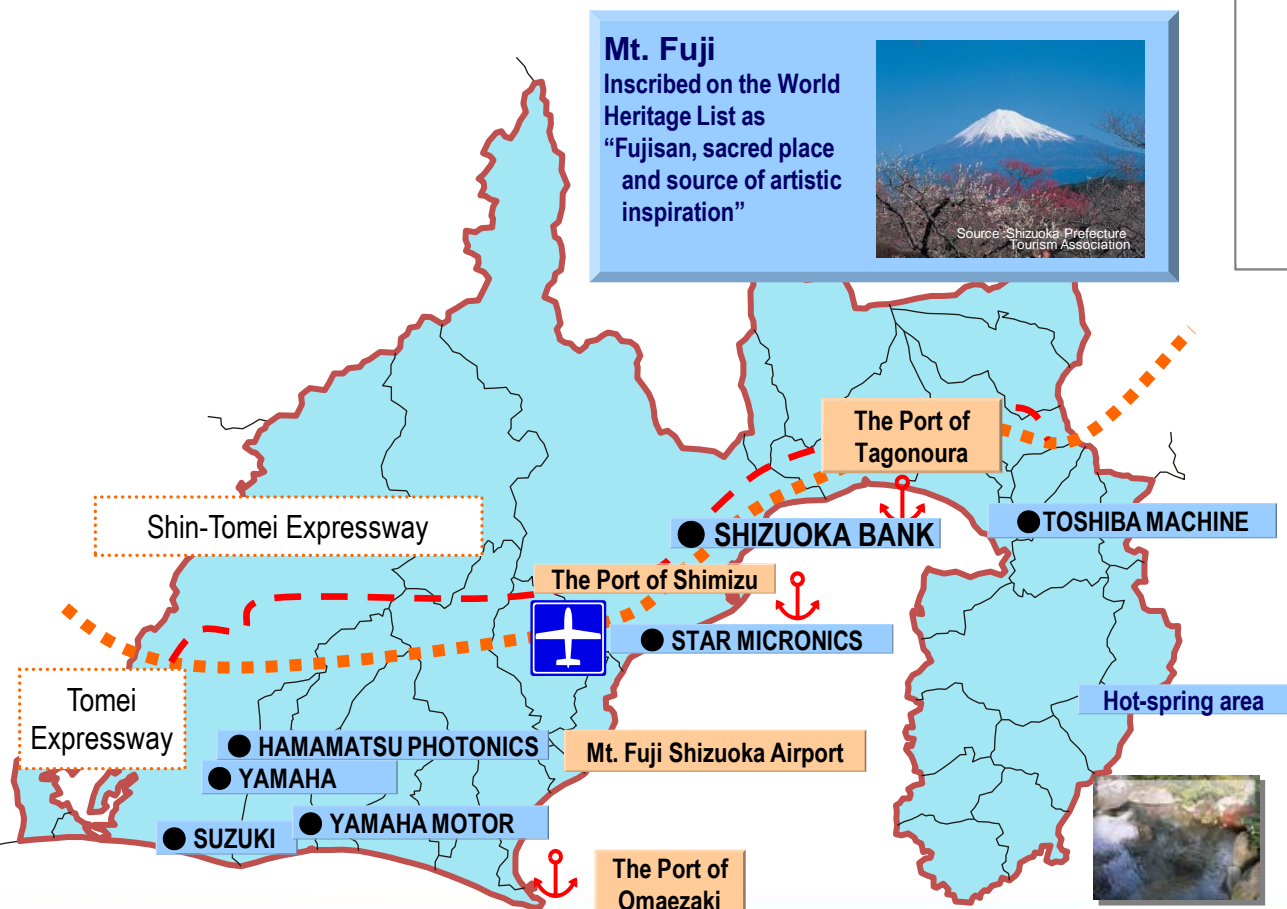 Mt. Fuji
Inscribed on the World
Heritage List as
“Fujisan, sacred place
and source of artistic
inspiration”
Source :Shizuoka Prefecture
Tourism Association
The Port of
Tagonoura
Shin-Tomei Expressway
SHIZUOKA BANK
TOSHIBA MACHINE
The Port of Shimizu
STAR MICRONICS
Tomei
Expressway
Hot-spring area
HAMAMATSU PHOTONICS
Mt. Fuji Shizuoka Airport
YAMAHA
YAMAHA MOTOR
SUZUKI
The Port of
Omaezaki